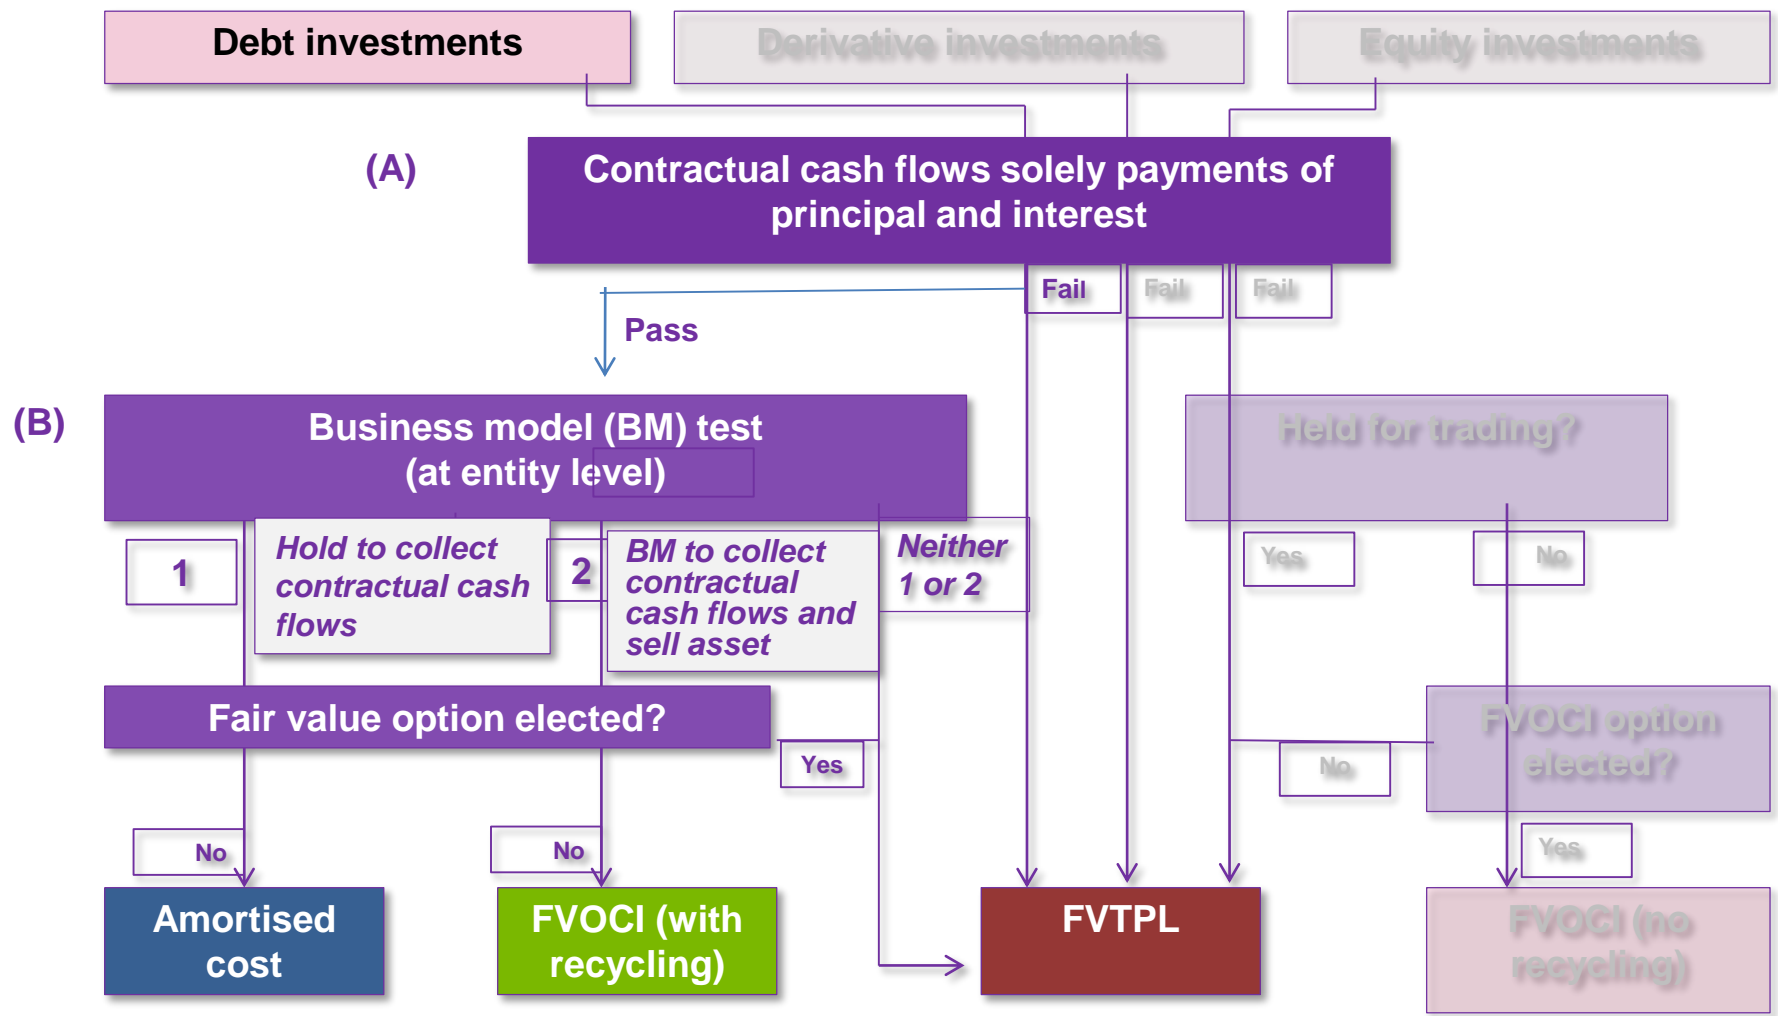 Debt investments
Derivative investments
Equity investments
(A)
Contractual cash flows solely payments of
principal and interest
Fail
Fail
Fail
Pass
(B)
Business model (BM) test
(at entity level)
Held for trading?
1
Hold to collect
contractual cash
flows
2
BM to collect
contractual
cash flows and
sell asset
Neither
1 or 2
Yes
No
Fair value option elected?
Yes
FVOCI option
elected?
No
No
No
Yes
Amortised
cost
FVOCI (with
recycling)
FVTPL
FVOCI (no
recycling)